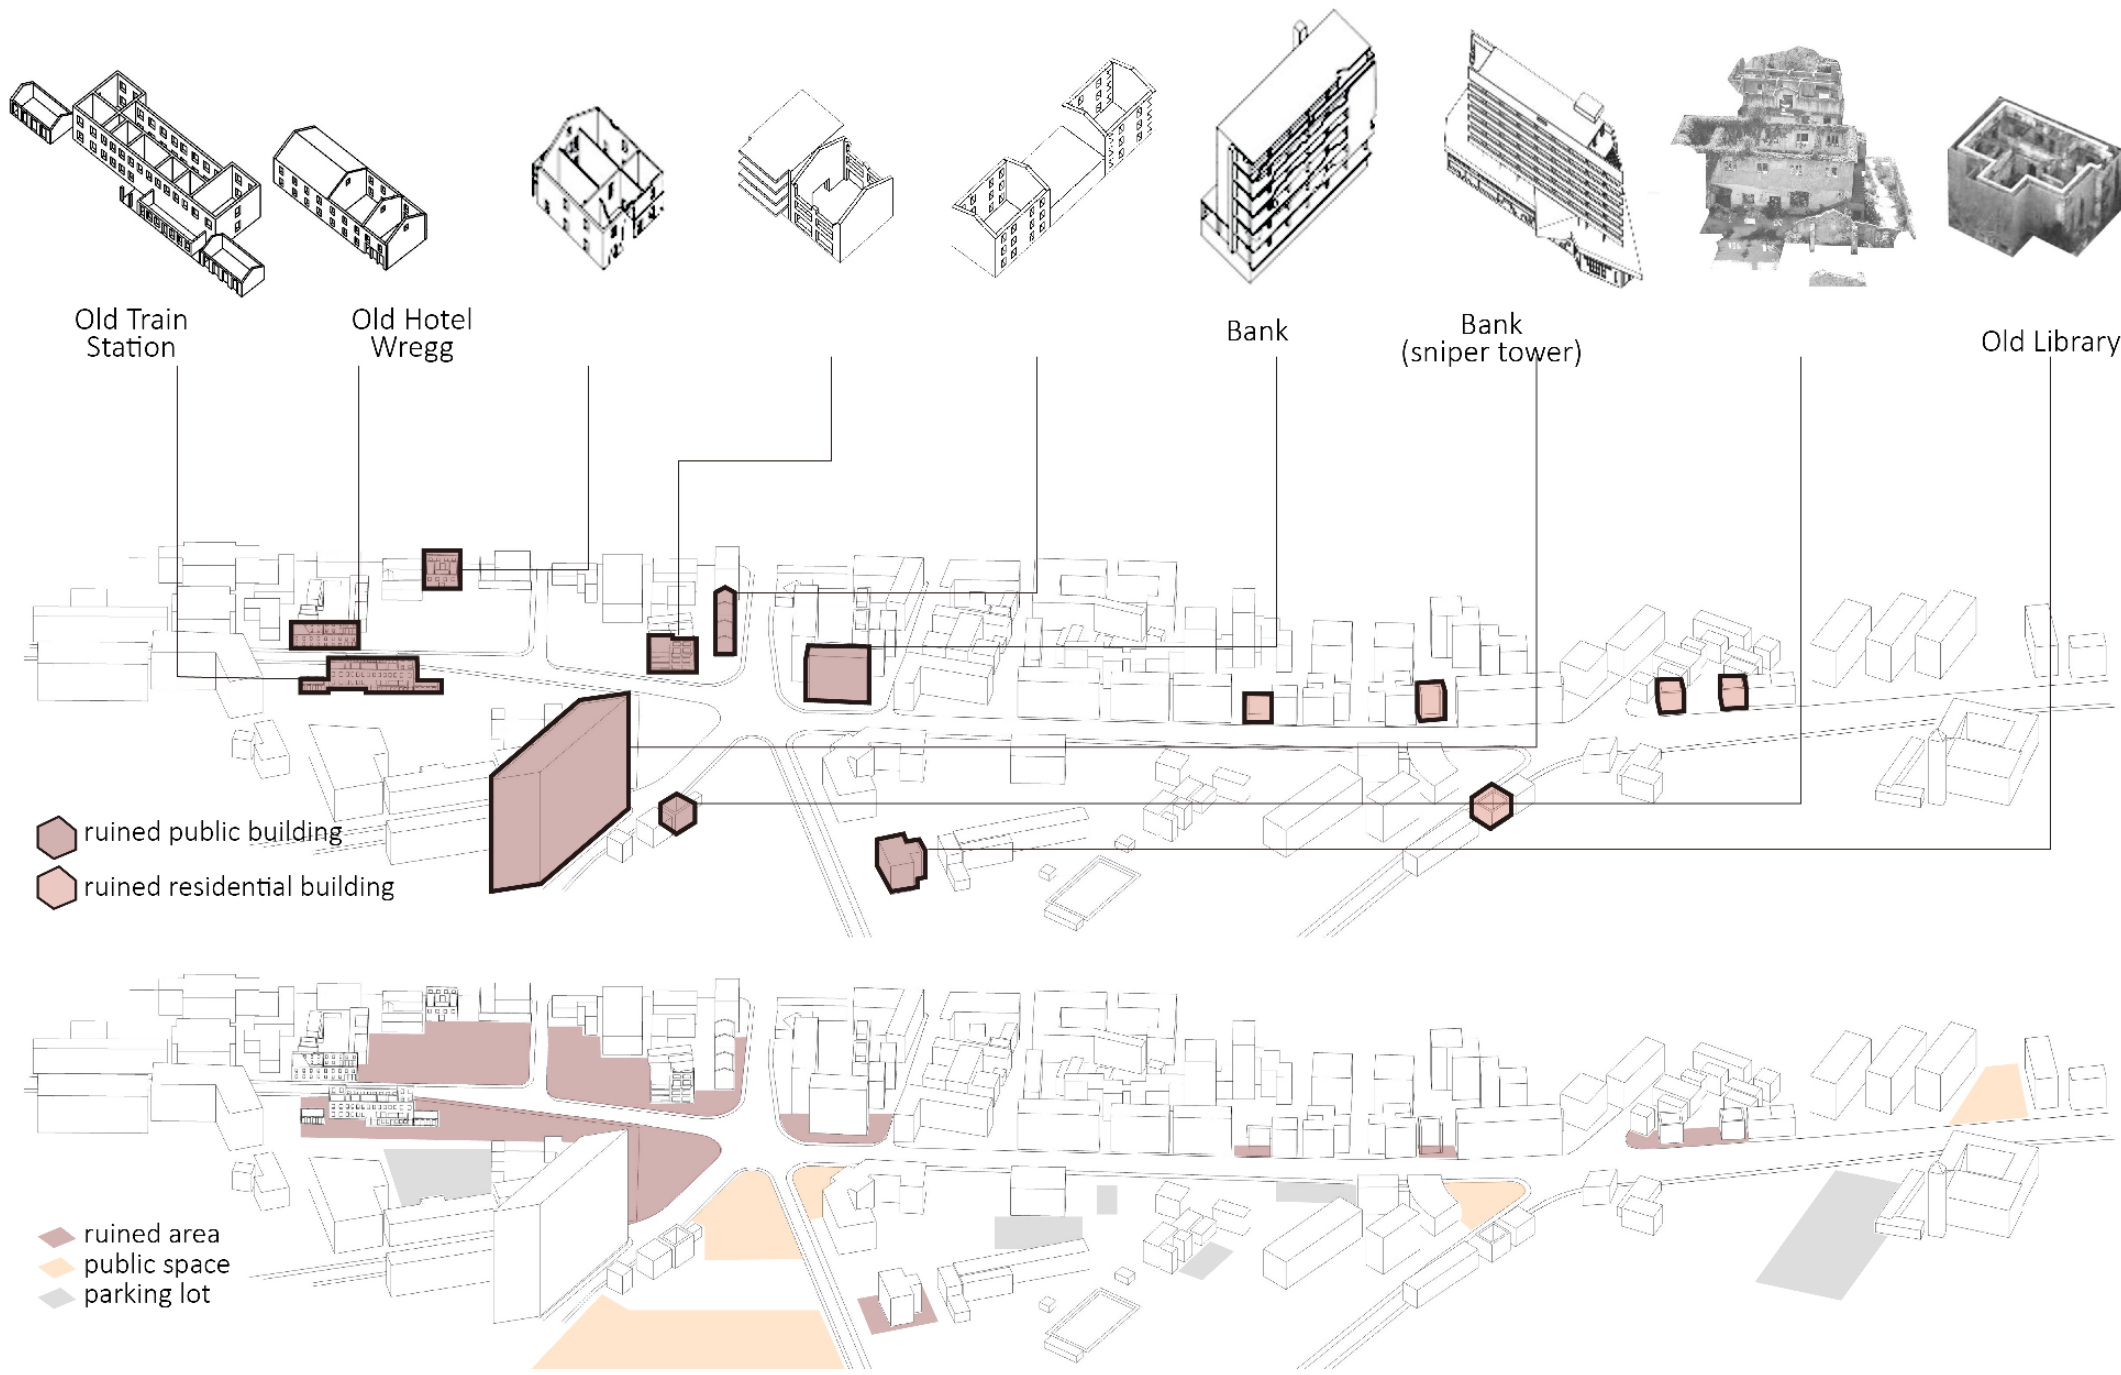 Old Train
Station
Old Hotel
Wregg
Bank
Bank
(sniper tower)
Old Library
ruined public building
ruined residential building
ruined area
public space
parking lot